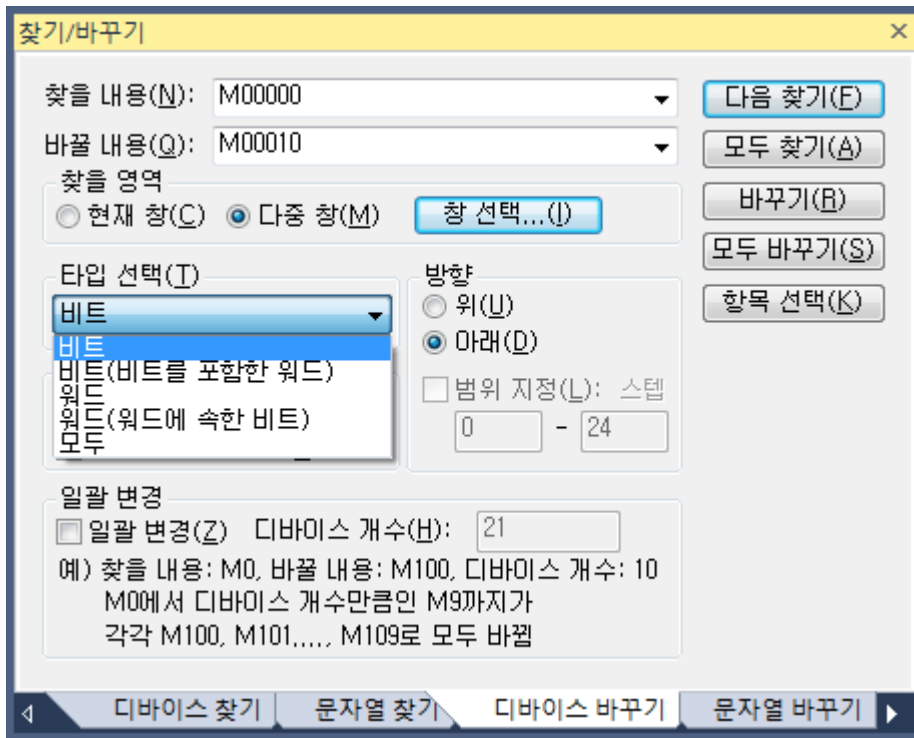 찾기/바꾸기
찾을 내용(N): M00000
다음 찾기(F)
바꿀 내용(Q): M00010
모두 찾기(A)
찾을 영역
현재 창(C) 다중 창(M) 창 선택...(I)
바꾸기(R)
모두 바꾸기(S)
타입 선택(T)
방향
비트
위(U)
항목 선택(K)
비트
아래(D)
비트(비트를 포함한 워드)
워드
범위 지정(L): 스텝
워드(워드에 속한 비트)
모두
0 - 24
일괄 변경
일괄 변경(Z) 디바이스 개수(H): 21
예) 찾을 내용: M0, 바꿀 내용: M100, 디바이스 개수: 10
M0에서 디바이스 개수만큼인 M9까지가
각각 M100, M101,..., M109로 모두 바뀜
디바이스 찾기 문자열 찾기 디바이스 바꾸기 문자열 바꾸기